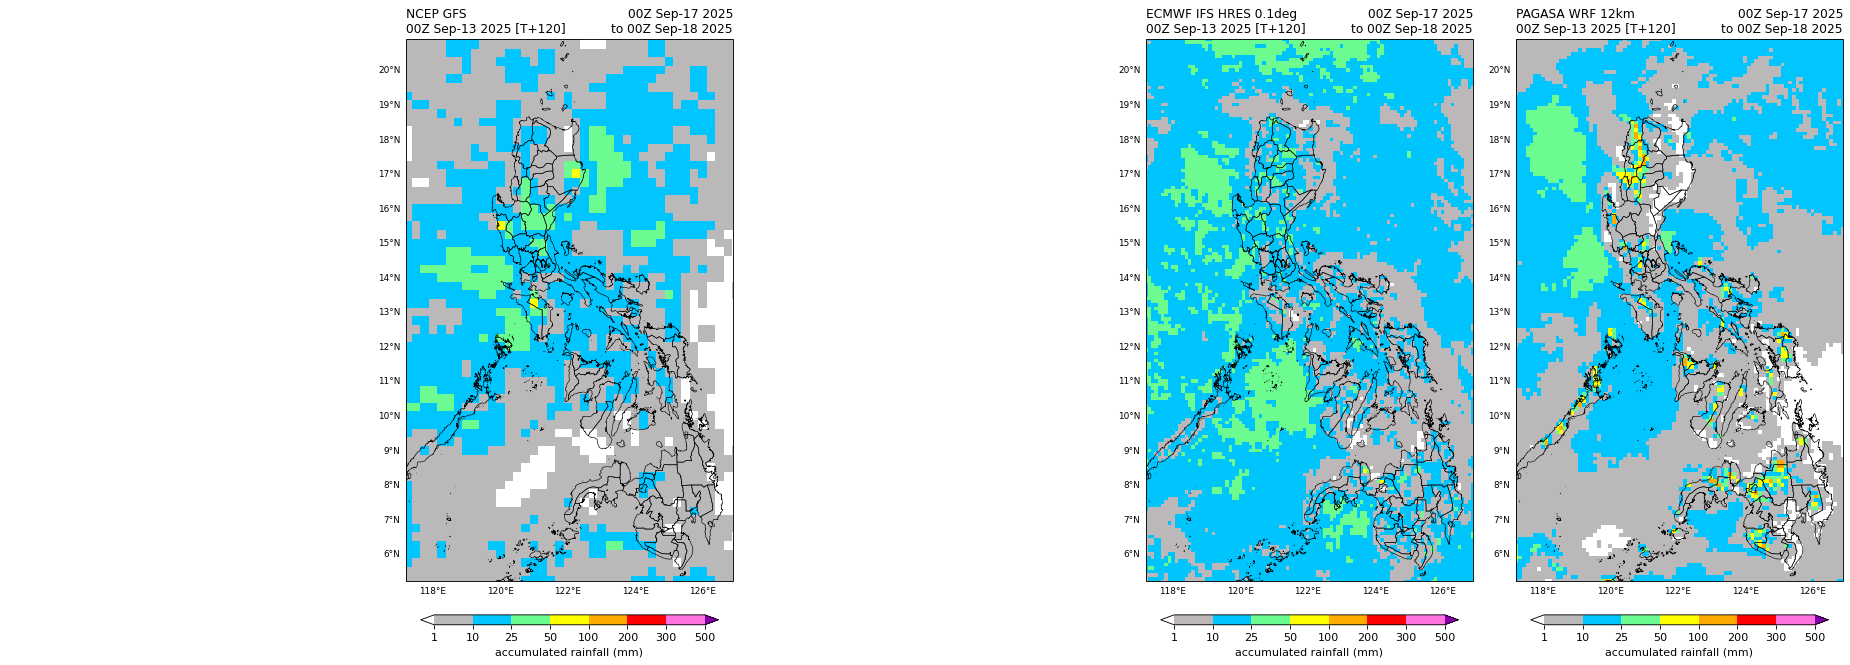 NCEP GFS 00Z Sep-17 2025
00Z Sep-13 2025 [T+120] to 00Z Sep-18 2025
20°N
19°N
18°N
17°N
16°N
15°N
14°N
13°N
12°N
11°N
10°N
9°N
8°N
7°N
6°N
118°E 120°E 122°E 124°E 126°E
1 10 25 50 100 200 300 500
accumulated rainfall (mm)
ECMWF IFS HRES 0.1deg 00Z Sep-17 2025
00Z Sep-13 2025 [T+120] to 00Z Sep-18 2025
20°N
19°N
18°N
17°N
16°N
15°N
14°N
13°N
12°N
11°N
10°N
9°N
8°N
7°N
6°N
118°E 120°E 122°E 124°E 126°E
1 10 25 50 100 200 300 500
accumulated rainfall (mm)
PAGASA WRF 12km 00Z Sep-17 2025
00Z Sep-13 2025 [T+120] to 00Z Sep-18 2025
20°N
19°N
18°N
17°N
16°N
15°N
14°N
13°N
12°N
11°N
10°N
9°N
8°N
7°N
6°N
118°E 120°E 122°E 124°E 126°E
1 10 25 50 100 200 300 500
accumulated rainfall (mm)